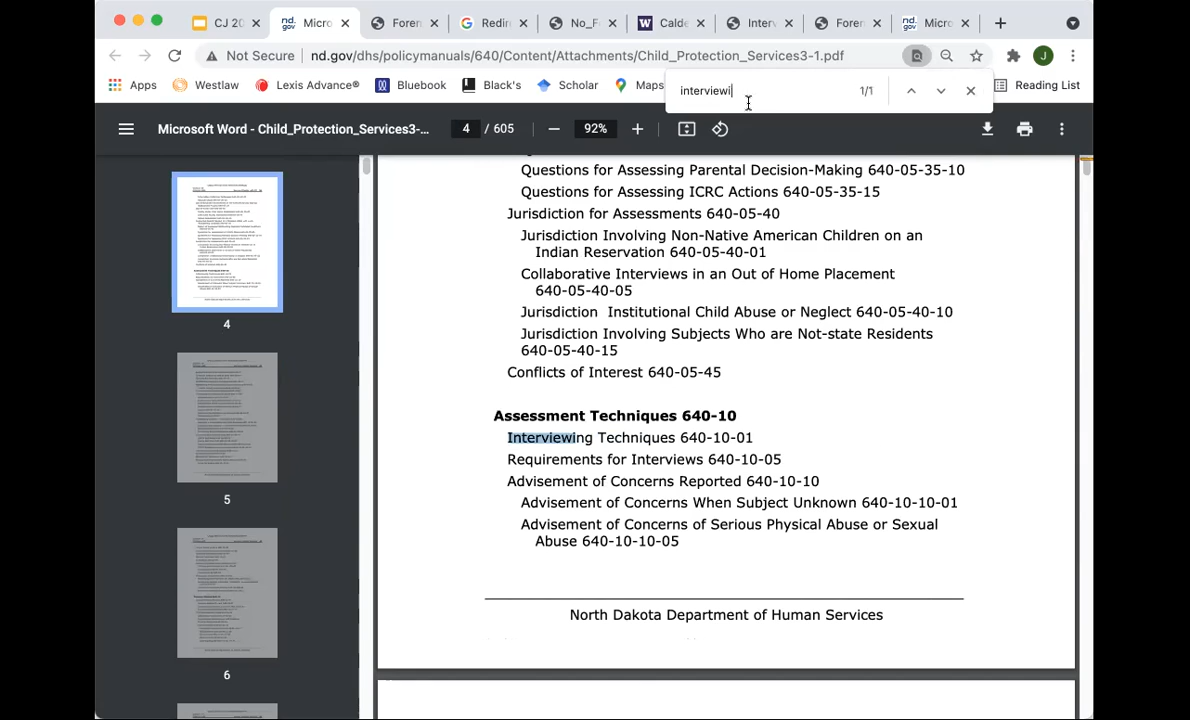 CJ 20
nd.gov
Micro
Foren
Redire
No_F
W
Calde
Interv
Foren
nd.gov
Micro
Not Secure
nd.gov/dhs/policymanuals/640/Content/Attachments/Child_Protection_Services3-1.pdf
J
Apps
Westlaw
Lexis Advance®
Bluebook
Black's
Scholar
Maps
interviewi
1/1
Reading List
Microsoft Word - Child_Protection_Services3-...
4 / 605
92%
Questions for Assessing Parental Decision-Making 640-05-35-10
Questions for Assessing ICRC Actions 640-05-35-15
Jurisdiction for Assessments 640-05-40
Jurisdiction Involving Non-Native American Children on an
Indian Reservation 640-05-40-01
Collaborative Interviews in an Out of Home Placement
640-05-40-05
Jurisdiction Institutional Child Abuse or Neglect 640-05-40-10
Jurisdiction Involving Subjects Who are Not-state Residents
640-05-40-15
Conflicts of Interest 640-05-45
Assessment Techniques 640-10
Interviewing Techniques 640-10-01
Requirements for Interviews 640-10-05
Advisement of Concerns Reported 640-10-10
Advisement of Concerns When Subject Unknown 640-10-10-01
Advisement of Concerns of Serious Physical Abuse or Sexual
Abuse 640-10-10-05
North Dakota Department of Human Services
4
5
6